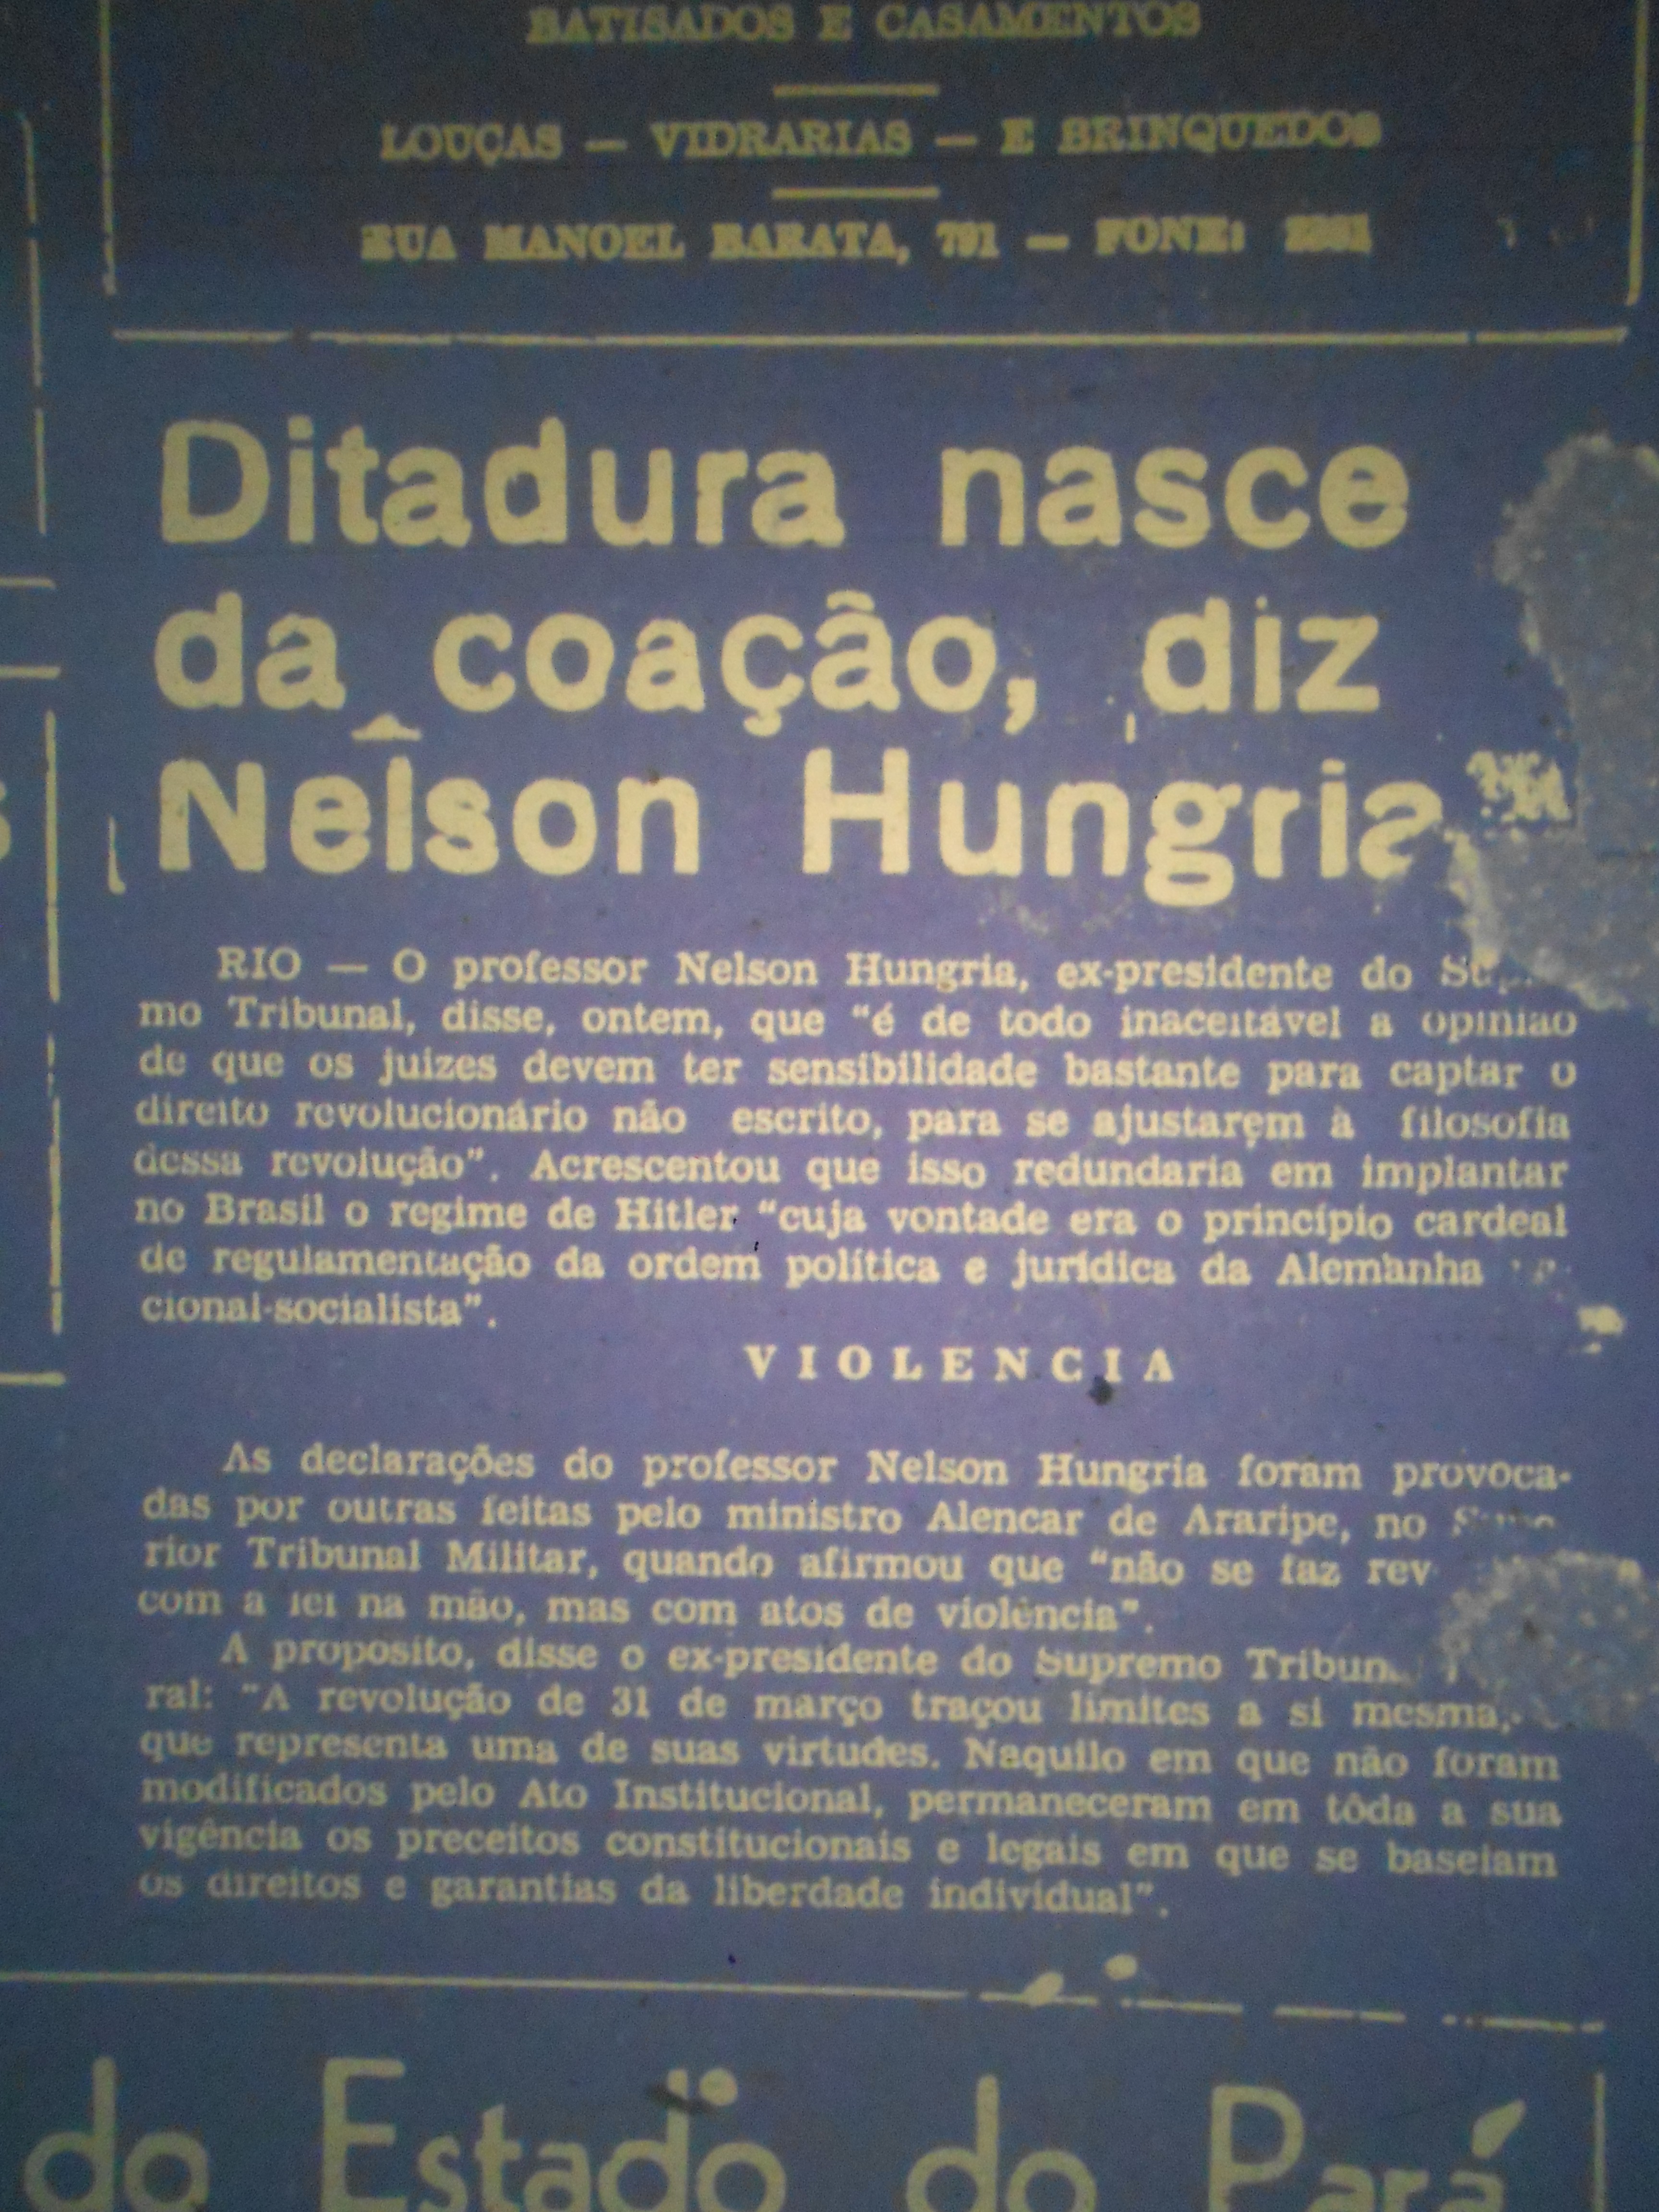 BATISADOS E CASAMENTOS
LOUÇAS — VIDRARIAS — E BRINQUEDOS
RUA MANOEL BARATA, 791 — FONE:
Ditadura nasce
da coação, diz
Nelson Hungria
RIO — O professor Nelson Hungria, ex-presidente do
mo Tribunal, disse, ontem, que “é de todo inaceitável a opinião
de que os juizes devem ter sensibilidade bastante para captar o
direito revolucionário não escrito, para se ajustarem à filosofia
dessa revolução”. Acrescentou que isso redundaria em implantar
no Brasil o regime de Hitler “cuja vontade era o princípio cardeal
de regulamentação da ordem política e jurídica da Alemanha
cional-socialista”.
VIOLENCIA
As declarações do professor Nelson Hungria foram provoca-
das por outras feitas pelo ministro Alencar de Araripe, no
rior Tribunal Militar, quando afirmou que “não se faz rev
com a lei na mão, mas com atos de violência”.
A proposito, disse o ex-presidente do Supremo Tribun
ral: “A revolução de 31 de março traçou limites a si mesma,
que representa uma de suas virtudes. Naquilo em que não foram
modificados pelo Ato Institucional, permaneceram em tôda a sua
vigência os preceitos constitucionais e legais em que se baseiam
os direitos e garantias da liberdade individual”.
do Estado do Pará